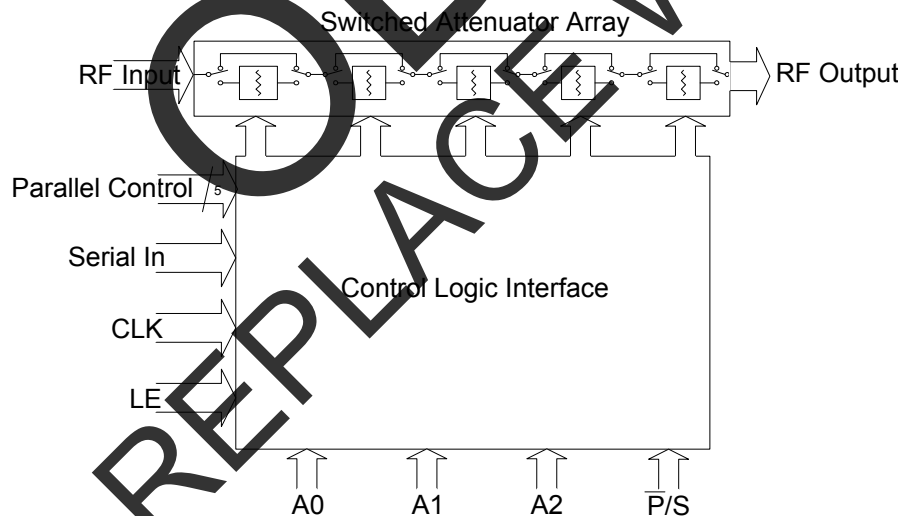 Switched Attenuator Array
RF Input
RF Output
Parallel Control
5
Serial In
Control Logic Interface
CLK
LE
A0
A1
A2
P̅/S
REPLACE